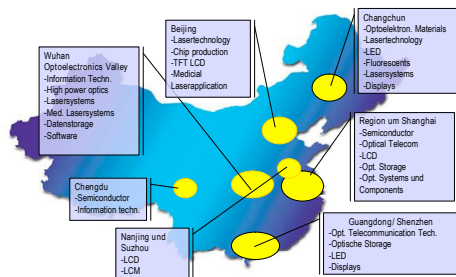 Beijing
-Lasertechnology
-Chip production
-TFT LCD
-Medicial
Laserapplication
Changchun
-Optoelektron. Materials
-Lasertechnology
-LED
-Fluorescents
-Lasersystems
-Displays
Wuhan
Optoelectronics Valley
-Information Techn.
-High power optics
-Lasersystems
-Med. Lasersystems
-Datenstorage
-Software
Region um Shanghai
-Semiconductor
-Optical Telecom
-LCD
-Opt. Storage
-Opt. Systems und
Components
Chengdu
-Semiconductor
-Information techn.
Nanjing und
Suzhou
-LCD
-LCM
Guangdong/ Shenzhen
-Opt. Telecommunication Tech.
-Optische Storage
-LED
-Displays